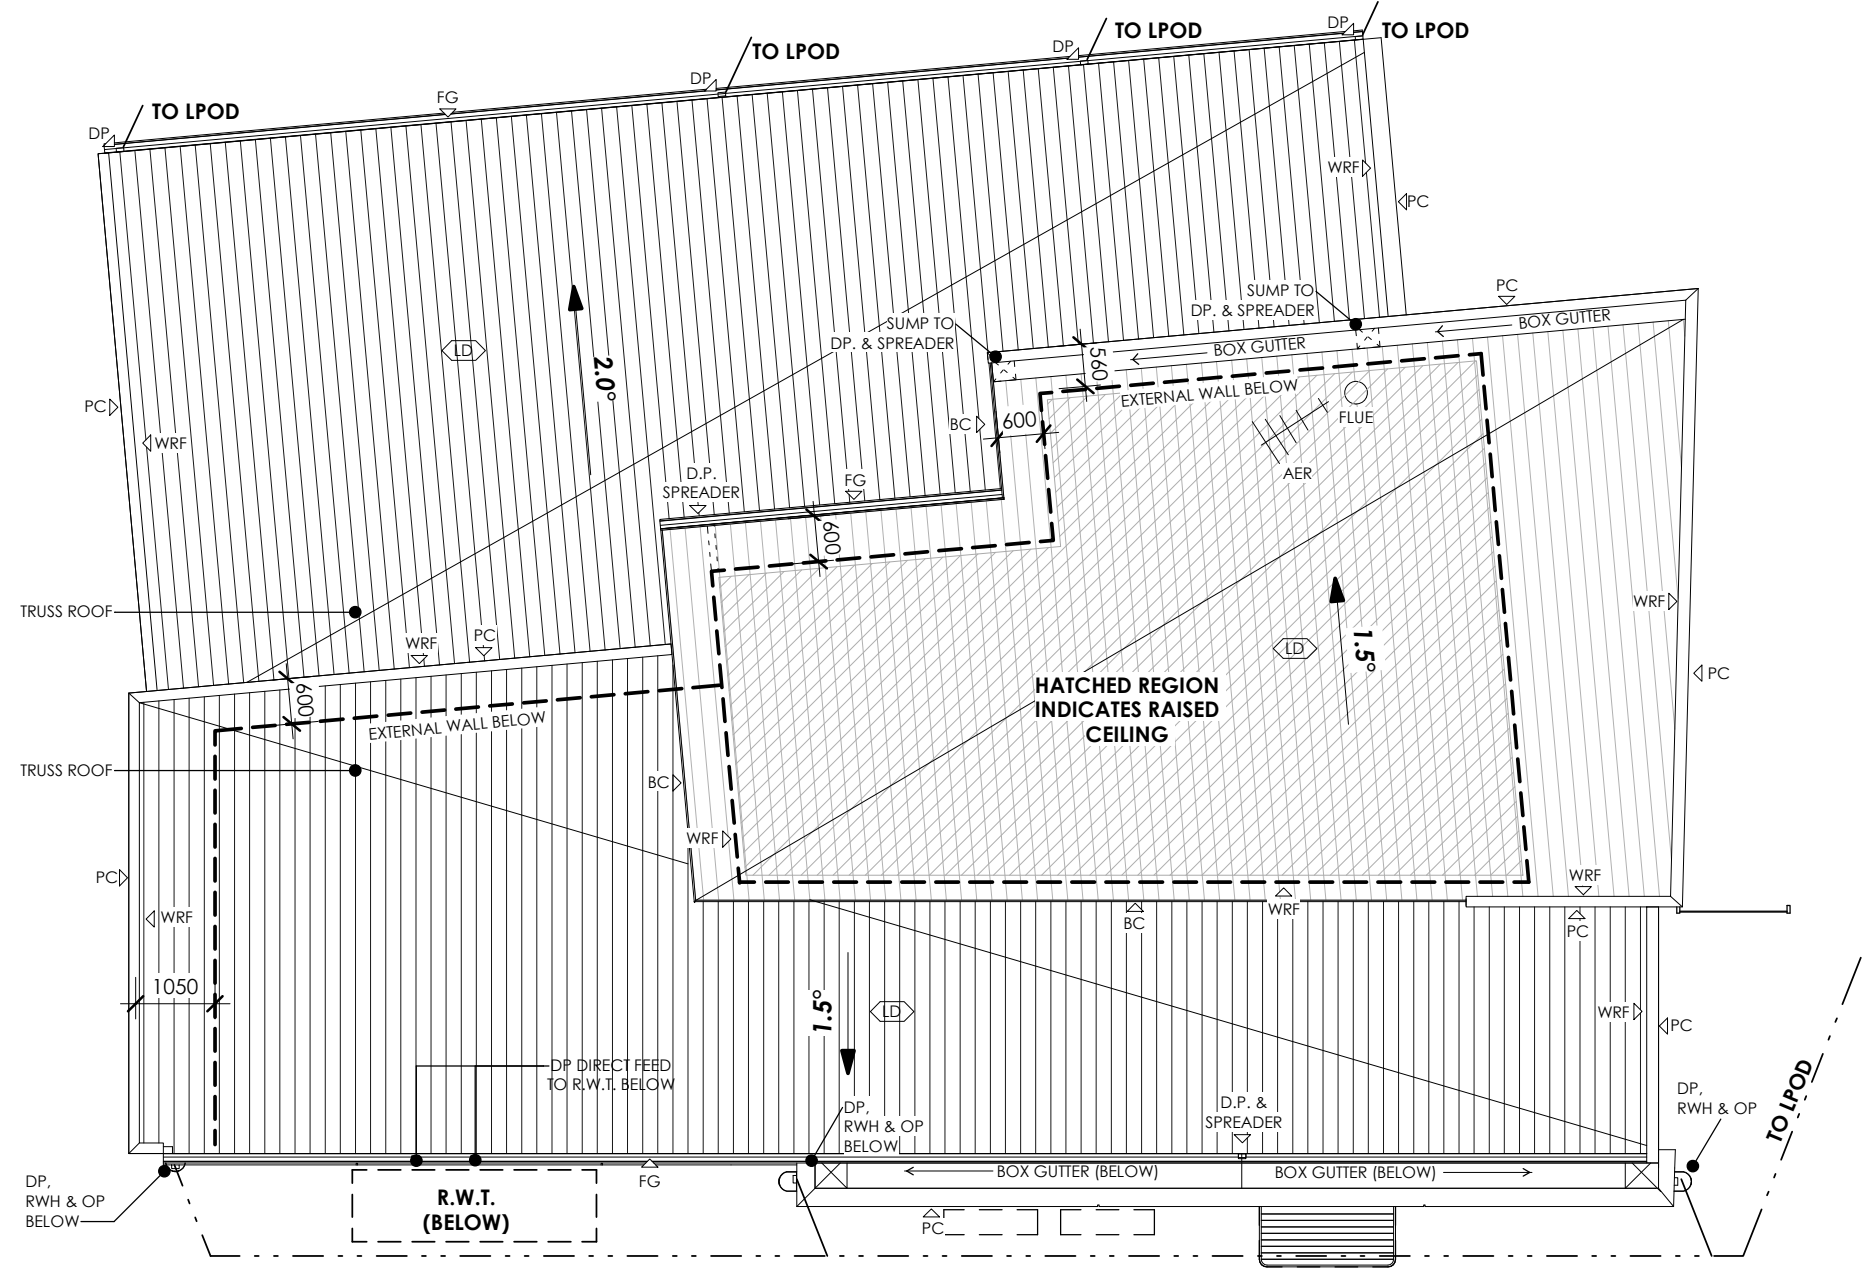 DP
TO LPOD
DP
TO LPOD
DP
TO LPOD
DP
TO LPOD
FG
WRF
PC
PC
SUMP TO
DP. & SPREADER
BOX GUTTER
SUMP TO
DP. & SPREADER
BOX GUTTER
560
EXTERNAL WALL BELOW
LD
2.0°
PC
WRF
BC
600
FLUE
AER
D.P.
SPREADER
FG
600
TRUSS ROOF
WRF
PC
WRF
LD
1.5°
HATCHED REGION
INDICATES RAISED
CEILING
PC
600
EXTERNAL WALL BELOW
TRUSS ROOF
BC
WRF
PC
WRF
WRF
BC
WRF
PC
1050
1.5°
LD
WRF
PC
DP DIRECT FEED
TO R.W.T. BELOW
DP,
RWH & OP
BELOW
D.P. &
SPREADER
DP,
RWH & OP
TO LPOD
BOX GUTTER (BELOW)
BOX GUTTER (BELOW)
DP,
RWH & OP
BELOW
R.W.T.
(BELOW)
FG
PC